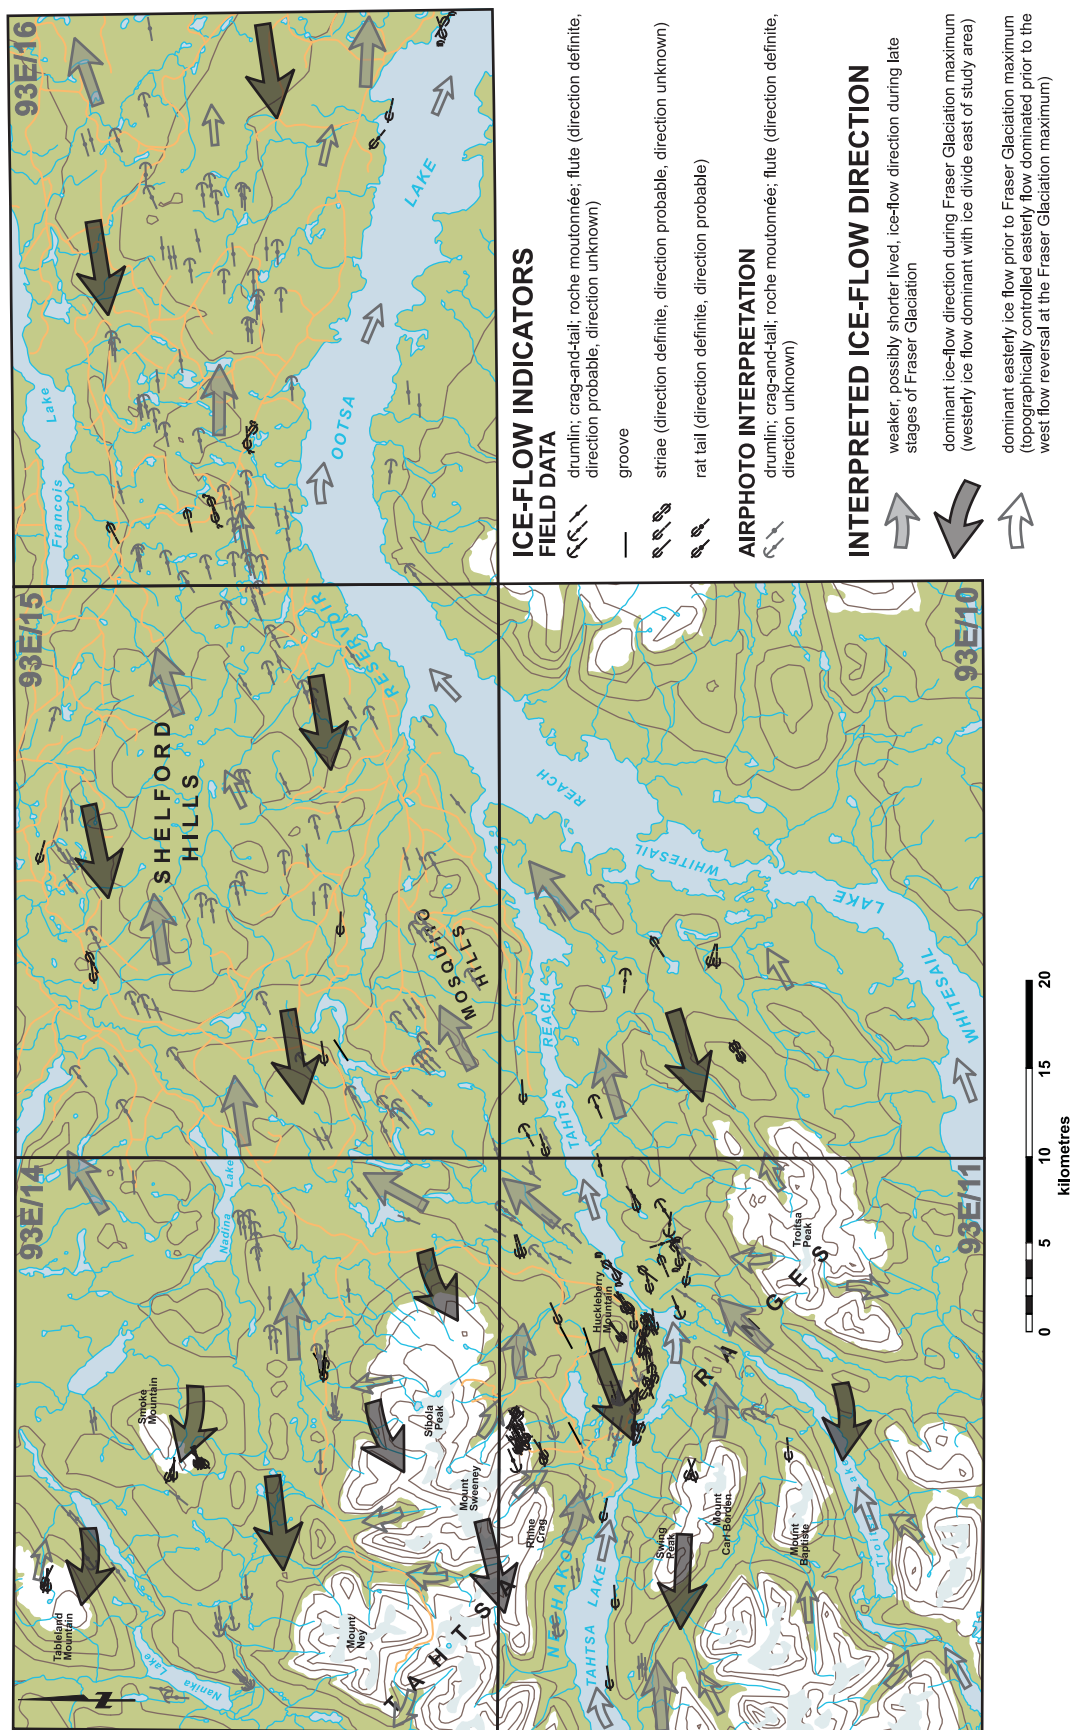 93E/14
93E/15
93E/16
Tableland
Mountain
Nanika
Lake
Smoke
Mountain
Nadina
Lake
SHELFORD
HILLS
Francois
Lake
Mount
Ney
Mount
Sweeney
Sibola
Peak
MOSQUITO
HILLS
RESERVOIR
OOTSA
LAKE
TAHTSA
RANGES
NECHAKO
TAHTSA LAKE
Rhine
Crag
Huckleberry
Mountain
TAHTSA REACH
Swing
Peak
Mount
Carl Borden
Mount
Baptiste
Troitsa
Peak
Troitsa Lake
WHITESAIL
REACH
WHITESAIL
LAKE
93E/11
93E/10
0 5 10 15 20
kilometres
ICE-FLOW INDICATORS
FIELD DATA
drumlin; crag-and-tail; roche moutonnée; flute (direction definite,
direction probable, direction unknown)
groove
striae (direction definite, direction probable, direction unknown)
rat tail (direction definite, direction probable)
AIRPHOTO INTERPRETATION
drumlin; crag-and-tail; roche moutonnée; flute (direction definite,
direction unknown)
INTERPRETED ICE-FLOW DIRECTION
weaker, possibly shorter lived, ice-flow direction during late
stages of Fraser Glaciation
dominant ice-flow direction during Fraser Glaciation maximum
(westerly ice flow dominant with ice divide east of study area)
dominant easterly ice flow prior to Fraser Glaciation maximum
(topographically controlled easterly flow dominated prior to the
west flow reversal at the Fraser Glaciation maximum)